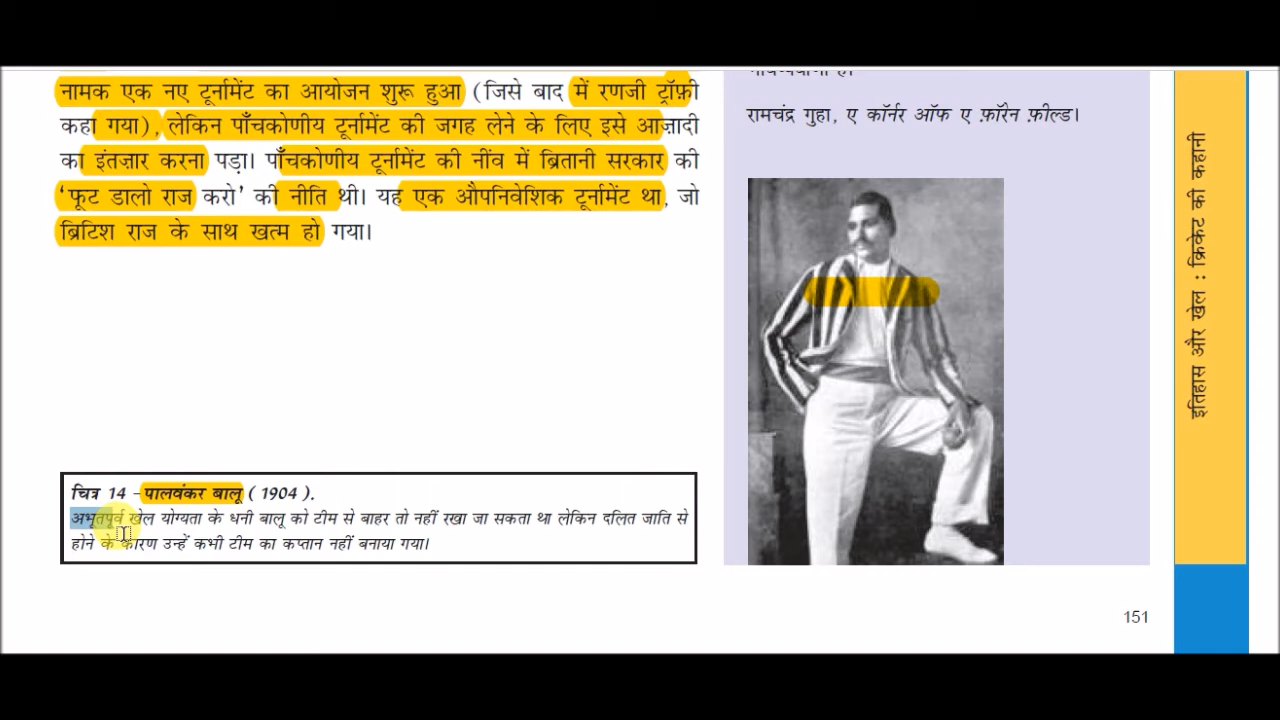 नामक एक नए टूर्नामेंट का आयोजन शुरू हुआ (जिसे बाद में रणजी ट्रॉफ़ी
कहा गया), लेकिन पाँचकोणीय टूर्नामेंट की जगह लेने के लिए इसे आज़ादी
का इंतज़ार करना पड़ा। पाँचकोणीय टूर्नामेंट की नींव में ब्रितानी सरकार की
‘फूट डालो राज करो’ की नीति थी। यह एक औपनिवेशिक टूर्नामेंट था, जो
ब्रिटिश राज के साथ खत्म हो गया।
रामचंद्र गुहा, ए कॉर्नर ऑफ ए फ़ॉरेन फ़ील्ड।
चित्र 14 – पालवंकर बालू ( 1904 ).
अभूतपूर्व खेल योग्यता के धनी बालू को टीम से बाहर तो नहीं रखा जा सकता था लेकिन दलित जाति से
होने के कारण उन्हें कभी टीम का कप्तान नहीं बनाया गया।
इतिहास और खेल : क्रिकेट की कहानी
151